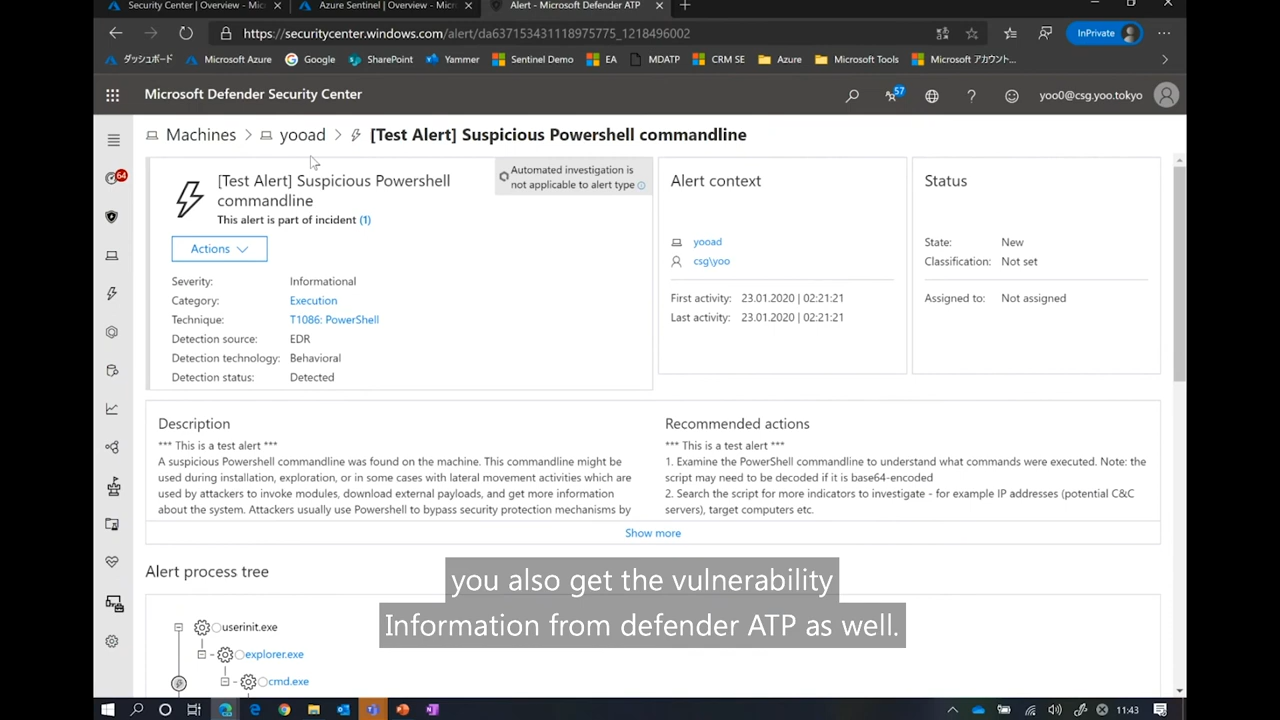 Security Center | Overview - Mic
Azure Sentinel | Overview - Micros
Alert - Microsoft Defender ATP
https://securitycenter.windows.com/alert/da637153431118975775_1218496002
InPrivate
ダッシュボード
Microsoft Azure
Google
SharePoint
Yammer
Sentinel Demo
EA
MDATP
CRM SE
Azure
Microsoft Tools
Microsoft アカウント...
Microsoft Defender Security Center
57
yoo0@csg.yoo.tokyo
Machines > yooad > [Test Alert] Suspicious Powershell commandline
64
[Test Alert] Suspicious Powershell
commandline
This alert is part of incident (1)
Automated investigation is
not applicable to alert type
Actions
Severity: Informational
Category: Execution
Technique: T1086: PowerShell
Detection source: EDR
Detection technology: Behavioral
Detection status: Detected
Alert context
yooad
csg\yoo
First activity: 23.01.2020 | 02:21:21
Last activity: 23.01.2020 | 02:21:21
Status
State: New
Classification: Not set
Assigned to: Not assigned
Description
*** This is a test alert ***
A suspicious Powershell commandline was found on the machine. This commandline might be
used during installation, exploration, or in some cases with lateral movement activities which are
used by attackers to invoke modules, download external payloads, and get more information
about the system. Attackers usually use Powershell to bypass security protection mechanisms by
Recommended actions
*** This is a test alert ***
1. Examine the PowerShell commandline to understand what commands were executed. Note: the
script may need to be decoded if it is base64-encoded
2. Search the script for more indicators to investigate - for example IP addresses (potential C&C
servers), target computers etc.
Show more
Alert process tree
userinit.exe
explorer.exe
cmd.exe
you also get the vulnerability
Information from defender ATP as well.
11:43